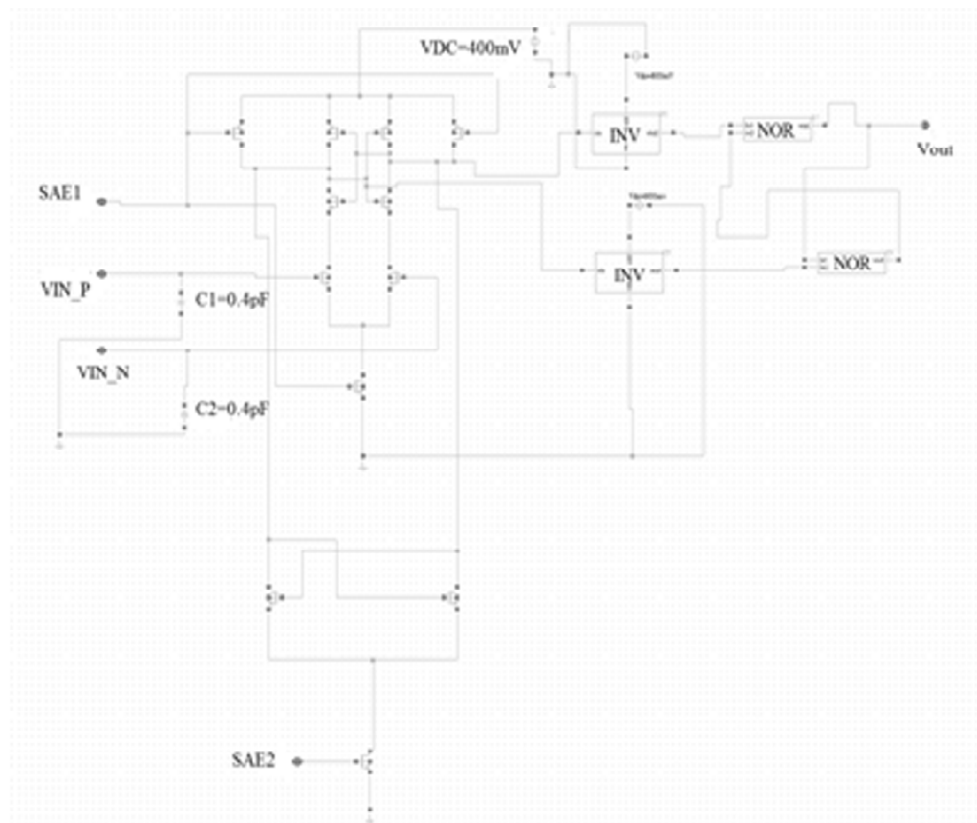 VDC=400mV
INV
NOR
Vout
SAE1
VIN_P
C1=0.4pF
INV
NOR
VIN_N
C2=0.4pF
SAE2